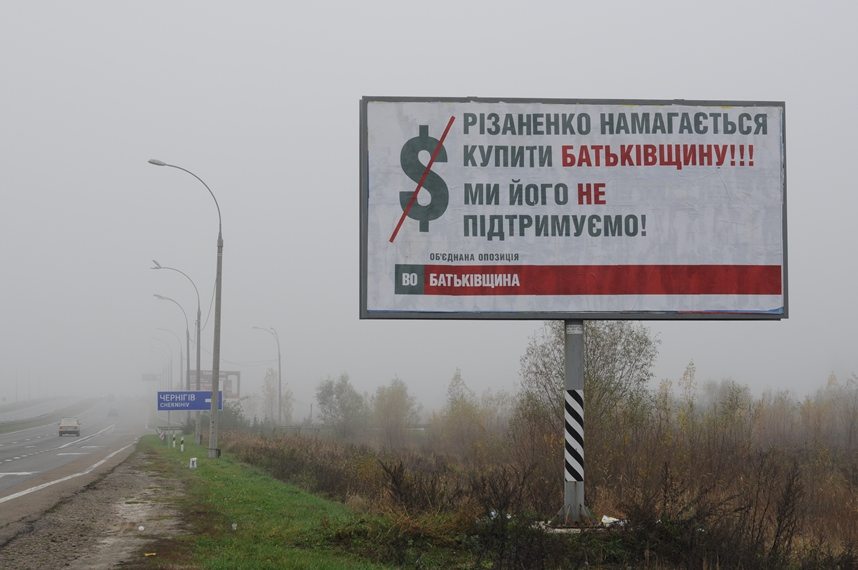 $ РІЗАНЕНКО НАМАГАЄТЬСЯ
КУПИТИ БАТЬКІВЩИНУ!!!
МИ ЙОГО НЕ
ПІДТРИМУЄМО!
ОБ'ЄДНАНА ОПОЗИЦІЯ
ВО БАТЬКІВЩИНА
ЧЕРНІГІВ
CHERNIHIV